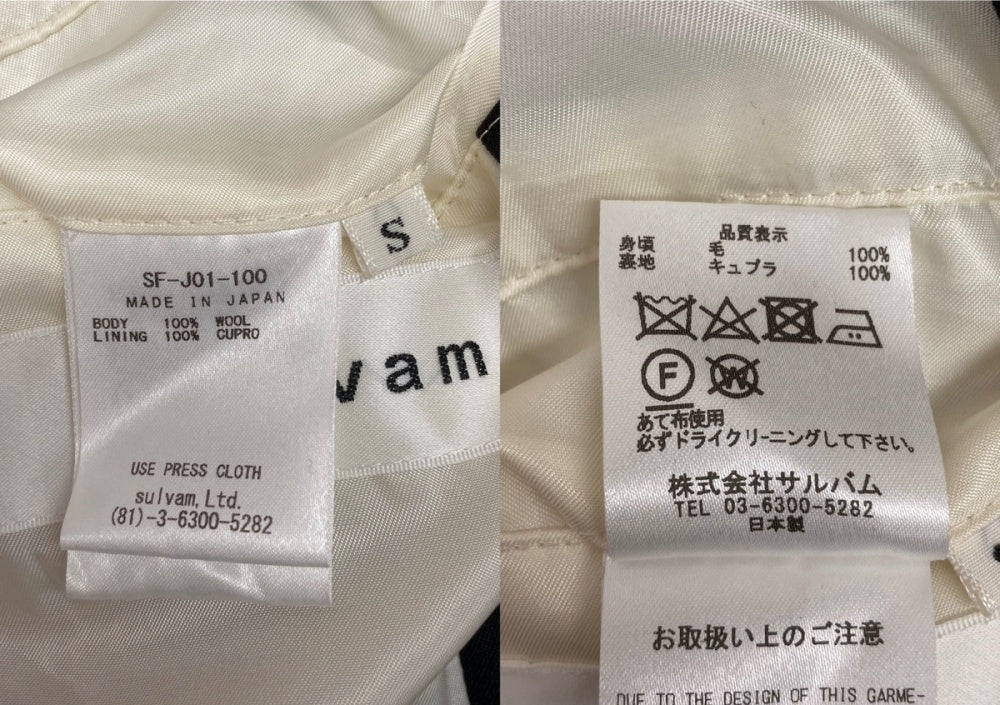 S
SF-J01-100
MADE IN JAPAN
BODY 100% WOOL
LINING 100% CUPRO
vam
USE PRESS CLOTH
sulvam, Ltd.
(81)-3-6300-5282
品質表示
身頃 毛 100%
裏地 キュプラ 100%
F
W
あて布使用
必ずドライクリーニングして下さい。
株式会社サルバム
TEL 03-6300-5282
日本製
お取扱い上のご注意
DUE TO THE DESIGN OF THIS GARME-